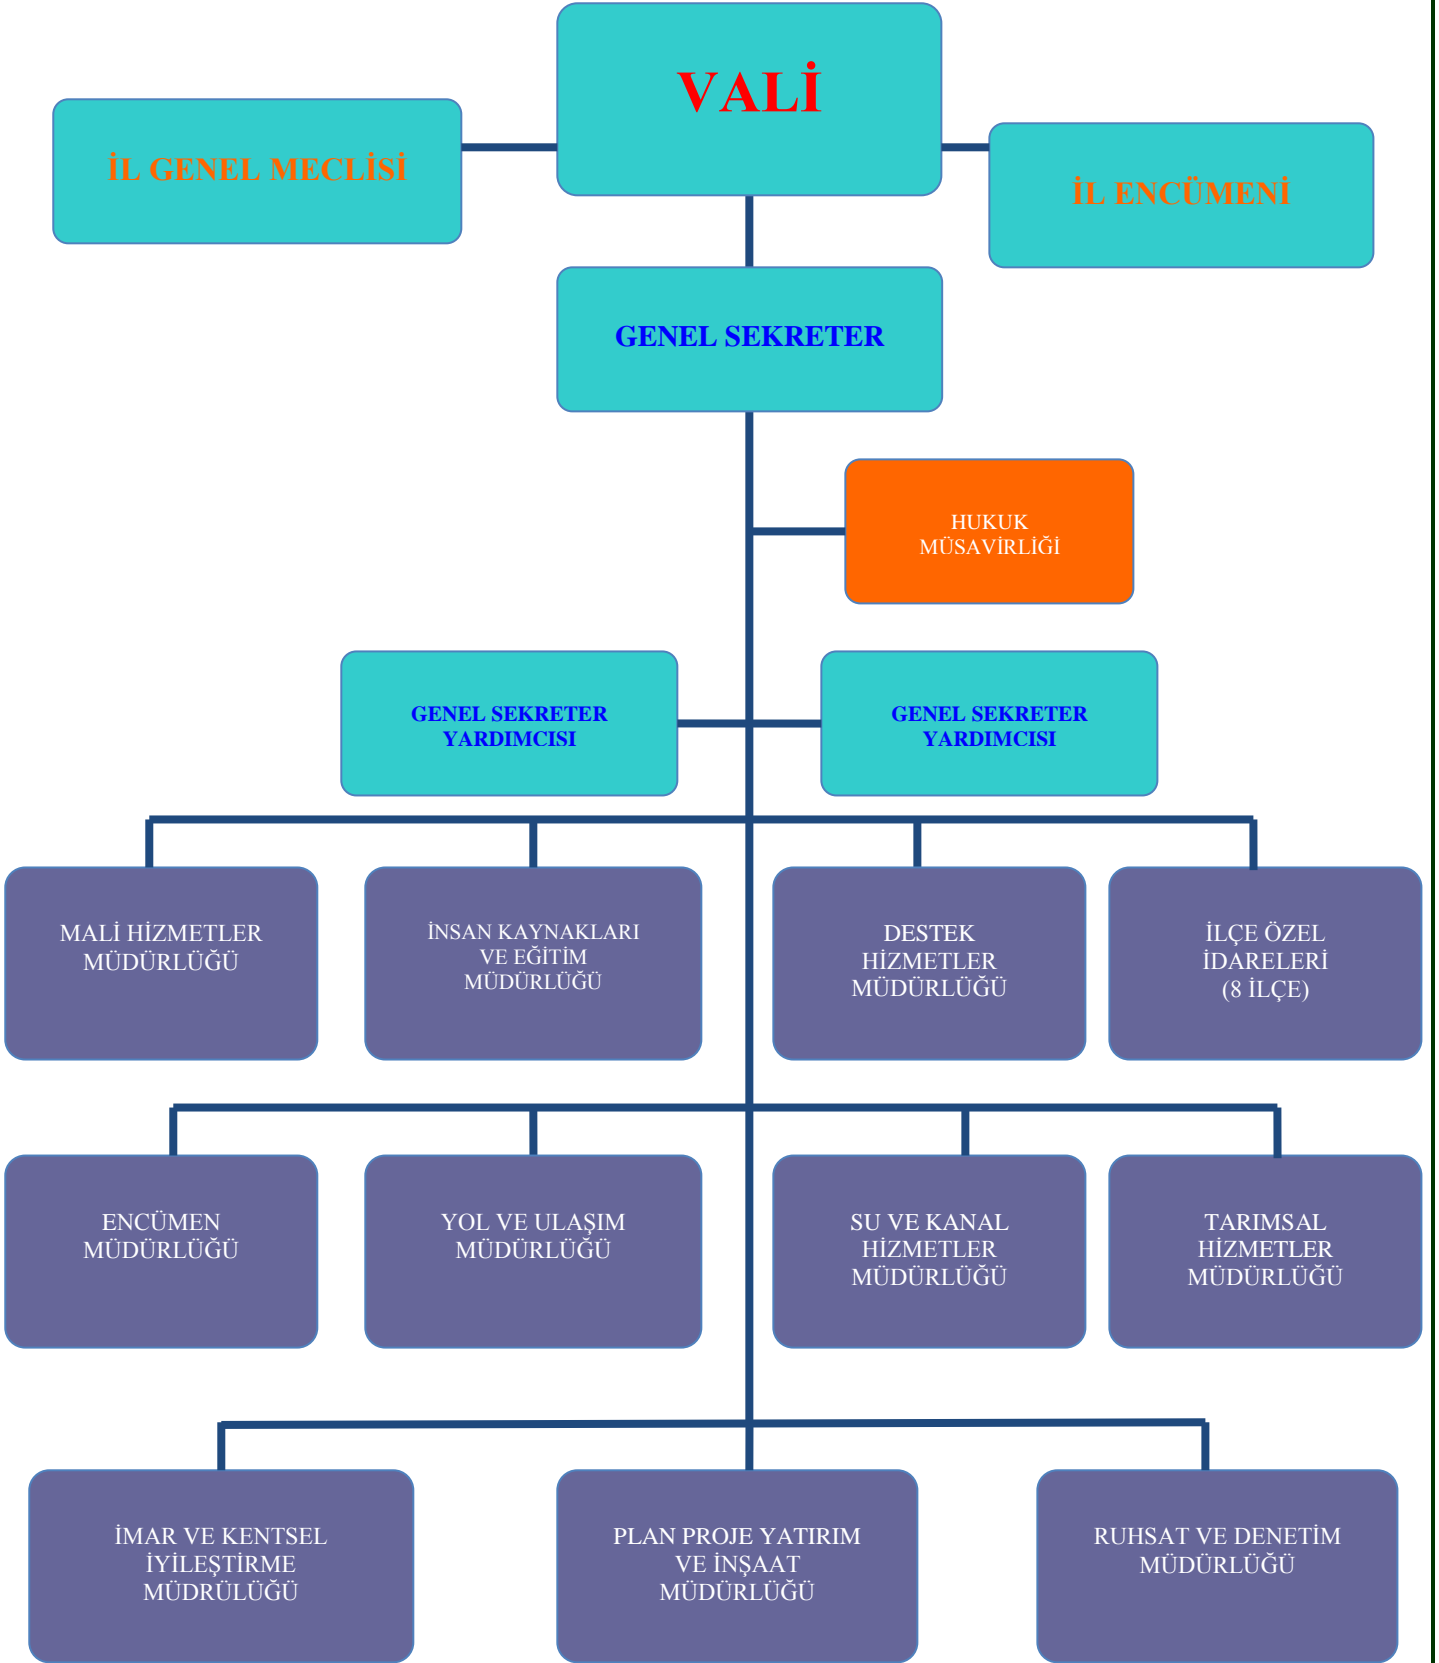 VALİ
İL GENEL MECLİSİ
İL ENCÜMENİ
GENEL SEKRETER
HUKUK
MÜSAVİRLİĞİ
GENEL SEKRETER
YARDIMCISI
GENEL SEKRETER
YARDIMCISI
MALİ HİZMETLER
MÜDÜRLÜĞÜ
İNSAN KAYNAKLARI
VE EĞİTİM
MÜDÜRLÜĞÜ
DESTEK
HİZMETLER
MÜDÜRLÜĞÜ
İLÇE ÖZEL
İDARELERİ
(8 İLÇE)
ENCÜMEN
MÜDÜRLÜĞÜ
YOL VE ULAŞIM
MÜDÜRLÜĞÜ
SU VE KANAL
HİZMETLER
MÜDÜRLÜĞÜ
TARIMSAL
HİZMETLER
MÜDÜRLÜĞÜ
İMAR VE KENTSEL
İYİLEŞTİRME
MÜDRÜLÜĞÜ
PLAN PROJE YATIRIM
VE İNŞAAT
MÜDÜRLÜĞÜ
RUHSAT VE DENETİM
MÜDÜRLÜĞÜ